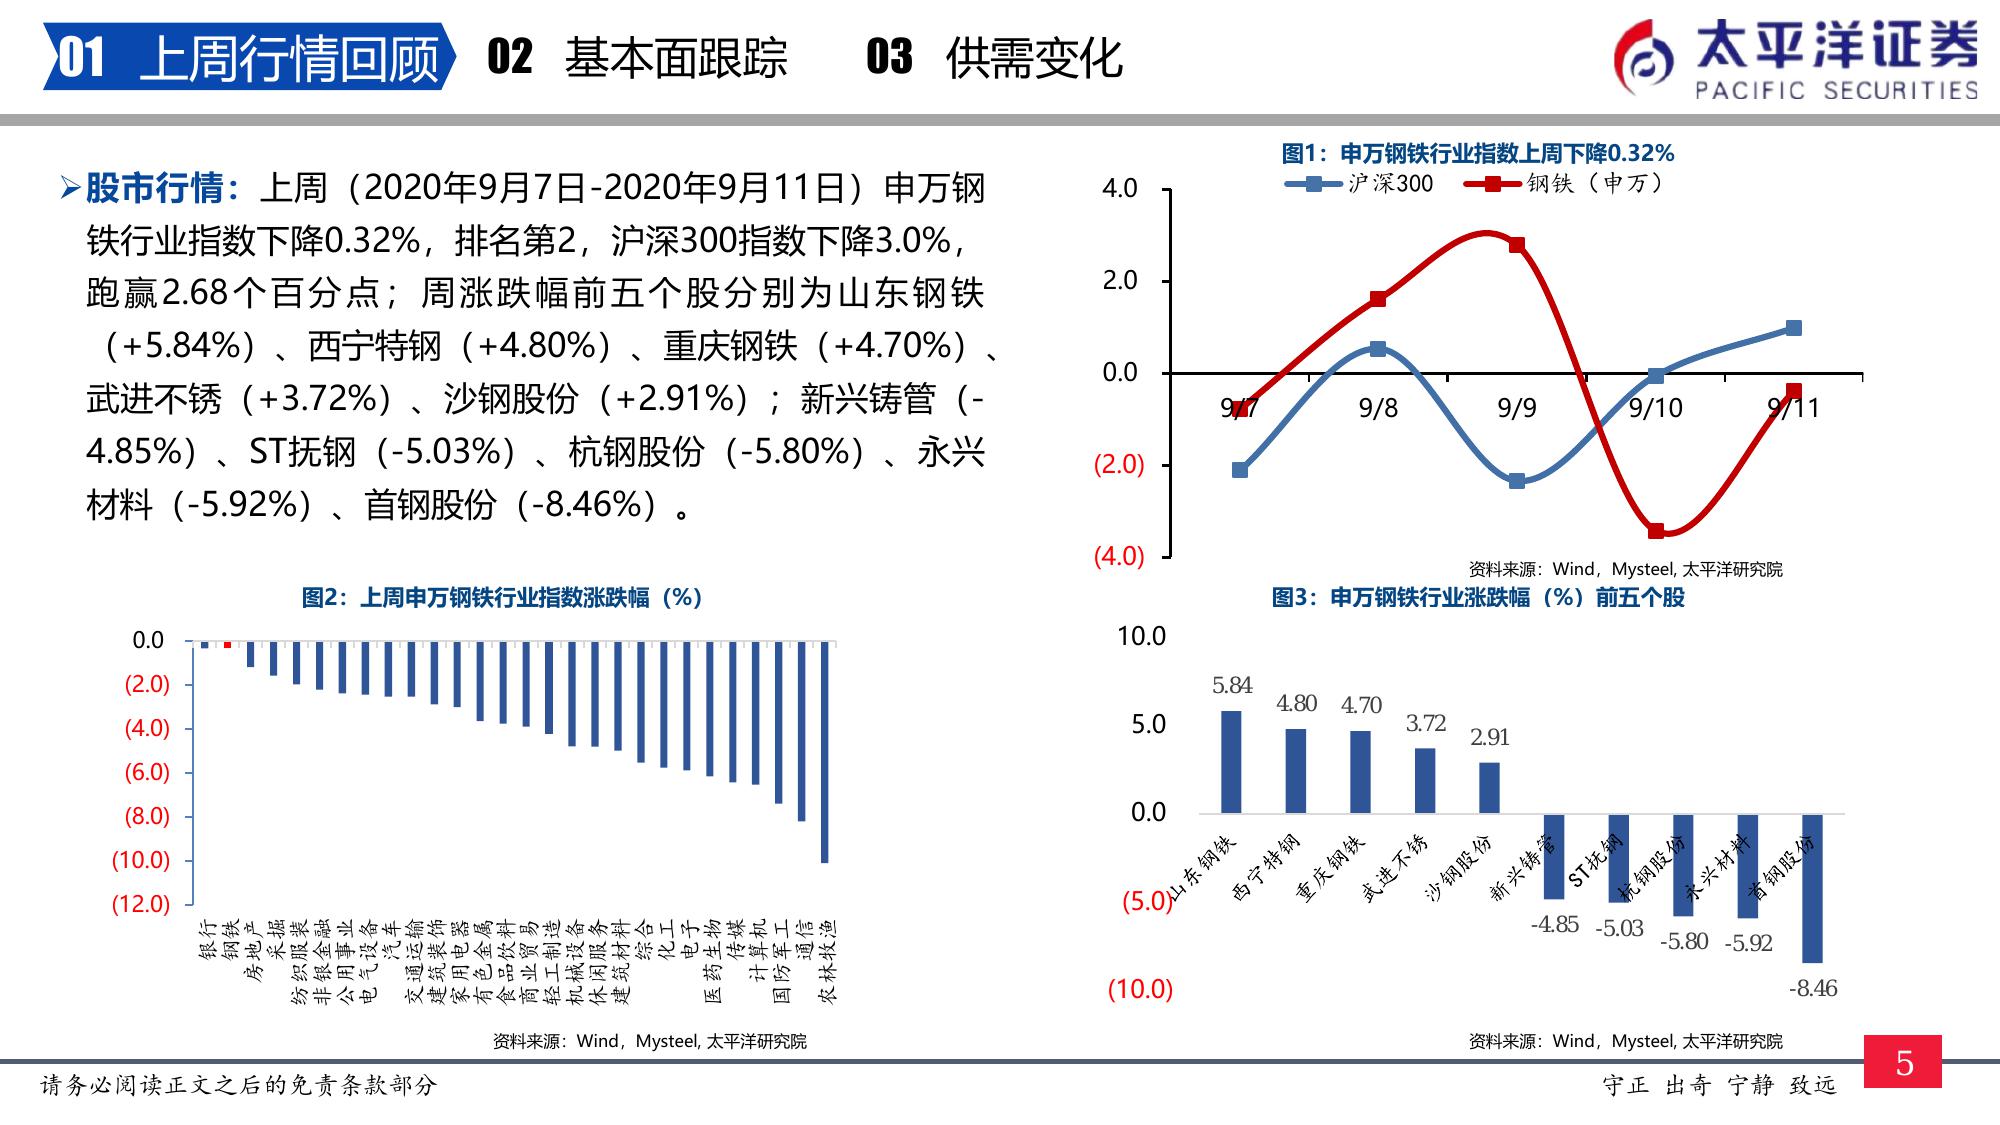 01 上周行情回顾 02 基本面跟踪 03 供需变化
太平洋证券
PACIFIC SECURITIES
➢股市行情：上周（2020年9月7日-2020年9月11日）申万钢
铁行业指数下降0.32%，排名第2，沪深300指数下降3.0%，
跑赢2.68个百分点；周涨跌幅前五个股分别为山东钢铁
（+5.84%）、西宁特钢（+4.80%）、重庆钢铁（+4.70%）、
武进不锈（+3.72%）、沙钢股份（+2.91%）；新兴铸管（-
4.85%）、ST抚钢（-5.03%）、杭钢股份（-5.80%）、永兴
材料（-5.92%）、首钢股份（-8.46%）。
图1：申万钢铁行业指数上周下降0.32%
沪深300 钢铁（申万）
4.0
2.0
0.0
(2.0)
(4.0)
9/7 9/8 9/9 9/10 9/11
资料来源：Wind，Mysteel, 太平洋研究院
图2：上周申万钢铁行业指数涨跌幅（%）
0.0
(2.0)
(4.0)
(6.0)
(8.0)
(10.0)
(12.0)
银行
钢铁
房地产
采掘
纺织服装
非银金融
公用事业
电气设备
汽车
交通运输
建筑装饰
家用电器
有色金属
食品饮料
商业贸易
轻工制造
机械设备
休闲服务
建筑材料
综合
化工
电子
医药生物
传媒
计算机
国防军工
通信
农林牧渔
资料来源：Wind，Mysteel, 太平洋研究院
图3：申万钢铁行业涨跌幅（%）前五个股
10.0
5.0
0.0
(5.0)
(10.0)
5.84
4.80
4.70
3.72
2.91
-4.85
-5.03
-5.80
-5.92
-8.46
山东钢铁
西宁特钢
重庆钢铁
武进不锈
沙钢股份
新兴铸管
ST抚钢
杭钢股份
永兴材料
首钢股份
资料来源：Wind，Mysteel, 太平洋研究院
请务必阅读正文之后的免责条款部分
守正 出奇 宁静 致远
5